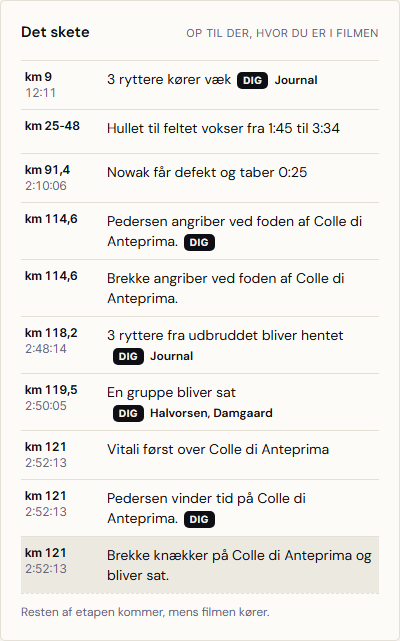 Det skete
OP TIL DER, HVOR DU ER I FILMEN
km 9
12:11
3 ryttere kører væk DIG Journal
km 25-48
Hullet til feltet vokser fra 1:45 til 3:34
km 91,4
2:10:06
Nowak får defekt og taber 0:25
km 114,6
Pedersen angriber ved foden af Colle di
Anteprima. DIG
km 114,6
Brekke angriber ved foden af Colle di
Anteprima.
km 118,2
2:48:14
3 ryttere fra udbruddet bliver hentet
DIG Journal
km 119,5
2:50:05
En gruppe bliver sat
DIG Halvorsen, Damgaard
km 121
2:52:13
Vitali først over Colle di Anteprima
km 121
2:52:13
Pedersen vinder tid på Colle di
Anteprima. DIG
km 121
2:52:13
Brekke knækker på Colle di Anteprima og
bliver sat.
Resten af etapen kommer, mens filmen kører.